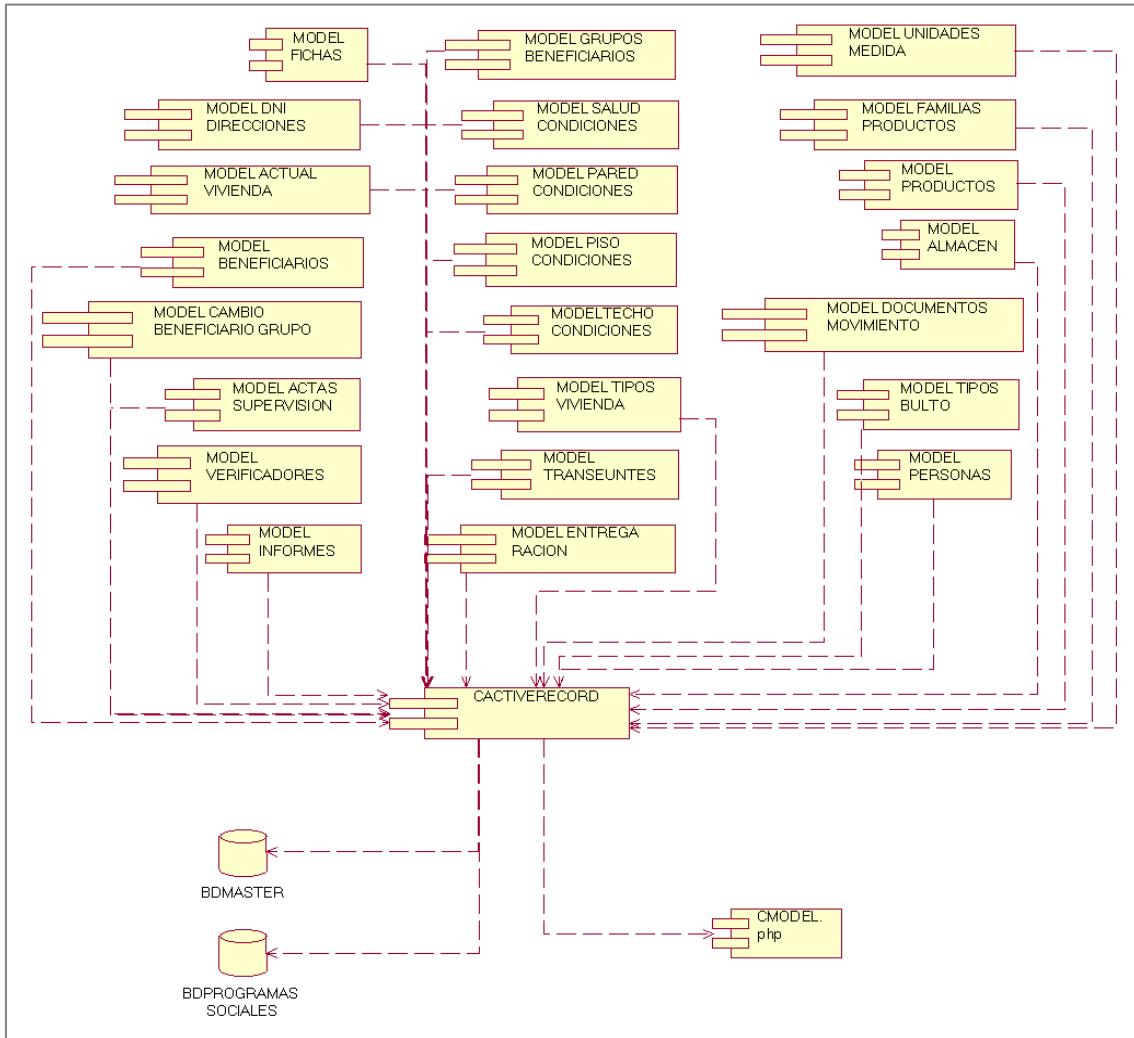 MODEL
FICHAS
MODEL GRUPOS
BENEFICIARIOS
MODEL UNIDADES
MEDIDA
MODEL DNI
DIRECCIONES
MODEL SALUD
CONDICIONES
MODEL FAMILIAS
PRODUCTOS
MODEL ACTUAL
VIVIENDA
MODEL PARED
CONDICIONES
MODEL
PRODUCTOS
MODEL
BENEFICIARIOS
MODEL PISO
CONDICIONES
MODEL
ALMACEN
MODEL CAMBIO
BENEFICIARIO GRUPO
MODELTECHO
CONDICIONES
MODEL DOCUMENTOS
MOVIMIENTO
MODEL ACTAS
SUPERVISION
MODEL TIPOS
VIVIENDA
MODEL TIPOS
BULTO
MODEL
VERIFICADORES
MODEL
TRANSEUNTES
MODEL
PERSONAS
MODEL
INFORMES
MODEL ENTREGA
RACION
CACTIVERECORD
BDMASTER
CMODEL.
php
BDPROGRAMAS
SOCIALES